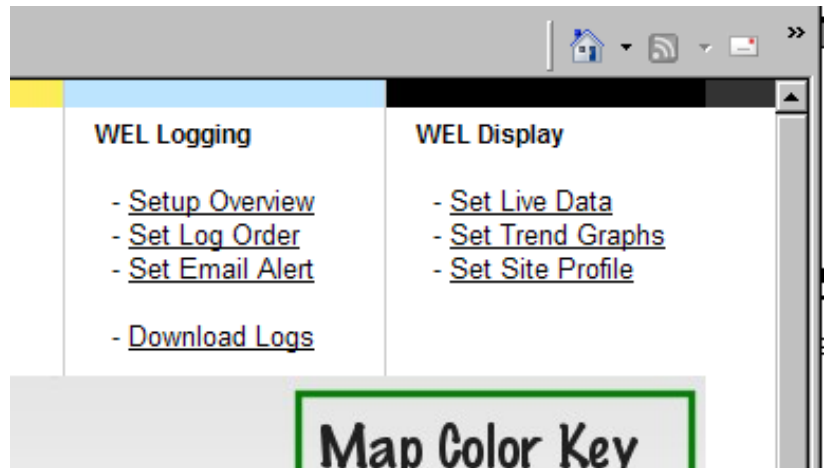 WEL Logging
- Setup Overview
- Set Log Order
- Set Email Alert
- Download Logs
WEL Display
- Set Live Data
- Set Trend Graphs
- Set Site Profile
Map Color Key